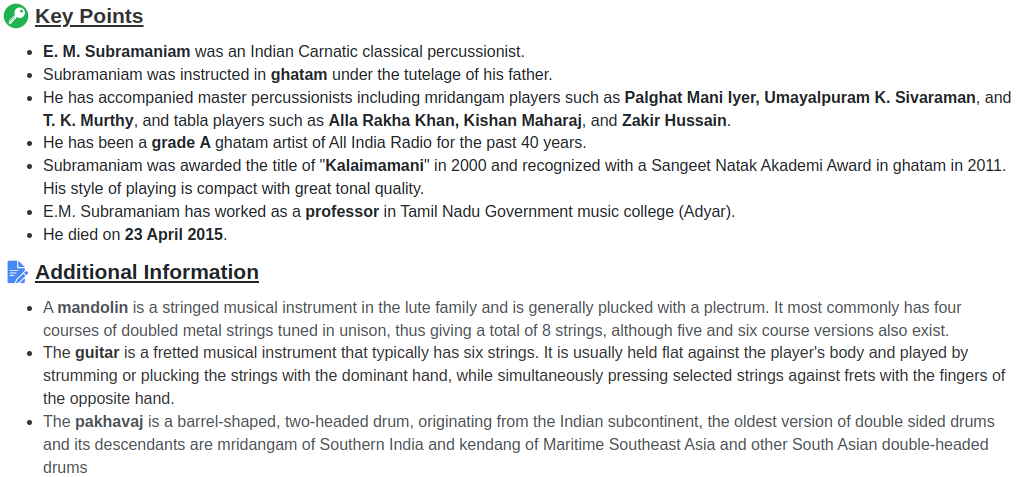 Key Points
E. M. Subramaniam was an Indian Carnatic classical percussionist.
Subramaniam was instructed in ghatam under the tutelage of his father.
He has accompanied master percussionists including mridangam players such as Palghat Mani Iyer, Umayalpuram K. Sivaraman, and
T. K. Murthy, and tabla players such as Alla Rakha Khan, Kishan Maharaj, and Zakir Hussain.
He has been a grade A ghatam artist of All India Radio for the past 40 years.
Subramaniam was awarded the title of "Kalaimamani" in 2000 and recognized with a Sangeet Natak Akademi Award in ghatam in 2011.
His style of playing is compact with great tonal quality.
E.M. Subramaniam has worked as a professor in Tamil Nadu Government music college (Adyar).
He died on 23 April 2015.
Additional Information
A mandolin is a stringed musical instrument in the lute family and is generally plucked with a plectrum. It most commonly has four
courses of doubled metal strings tuned in unison, thus giving a total of 8 strings, although five and six course versions also exist.
The guitar is a fretted musical instrument that typically has six strings. It is usually held flat against the player's body and played by
strumming or plucking the strings with the dominant hand, while simultaneously pressing selected strings against frets with the fingers of
the opposite hand.
The pakhavaj is a barrel-shaped, two-headed drum, originating from the Indian subcontinent, the oldest version of double sided drums
and its descendants are mridangam of Southern India and kendang of Maritime Southeast Asia and other South Asian double-headed
drums